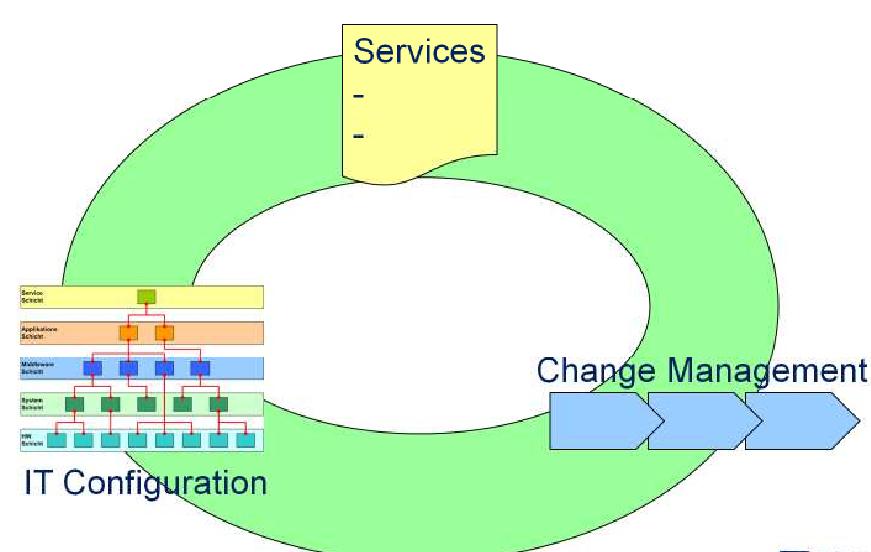 Services
-
-
Service
Schicht
Applikations
Schicht
Middleware
Schicht
System
Schicht
HW
Schicht
Change Management
IT Configuration